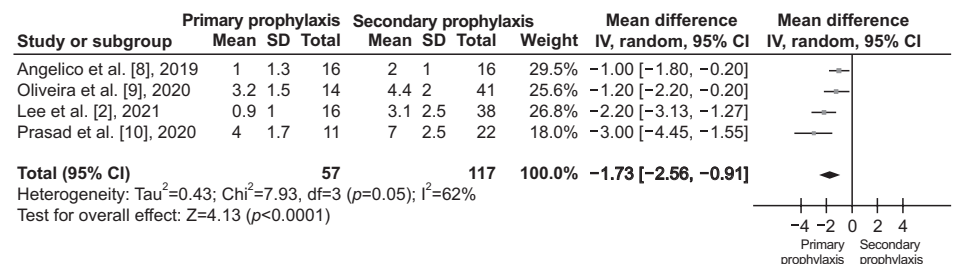 Primary prophylaxis Secondary prophylaxis Mean difference Mean difference
Study or subgroup Mean SD Total Mean SD Total Weight IV, random, 95% CI IV, random, 95% CI
Angelico et al. [8], 2019 1 1.3 16 2 1 16 29.5% −1.00 [−1.80, −0.20]
Oliveira et al. [9], 2020 3.2 1.5 14 4.4 2 41 25.6% −1.20 [−2.20, −0.20]
Lee et al. [2], 2021 0.9 1 16 3.1 2.5 38 26.8% −2.20 [−3.13, −1.27]
Prasad et al. [10], 2020 4 1.7 11 7 2.5 22 18.0% −3.00 [−4.45, −1.55]
Total (95% CI) 57 117 100.0% −1.73 [−2.56, −0.91]
Heterogeneity: Tau²=0.43; Chi²=7.93, df=3 (p=0.05); I²=62%
Test for overall effect: Z=4.13 (p<0.0001)
−4 −2 0 2 4
Primary Secondary
prophylaxis prophylaxis